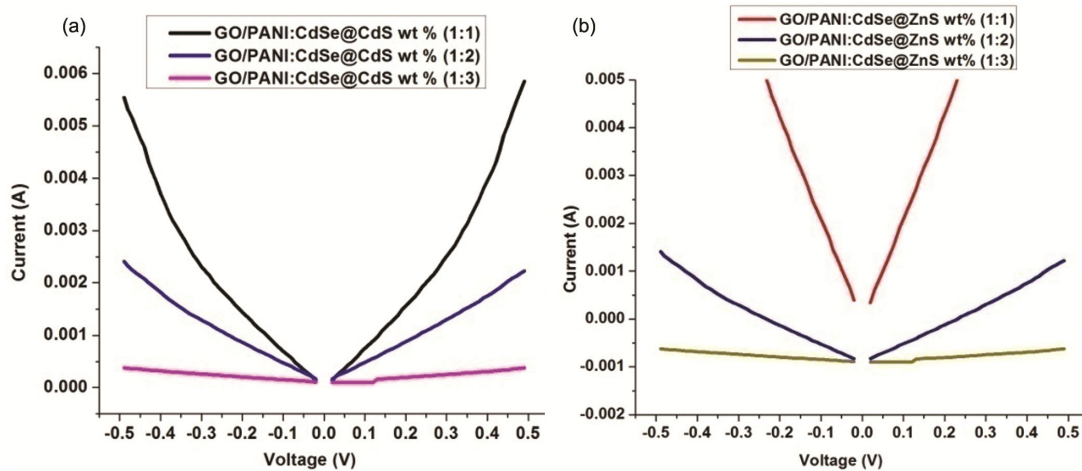 (a)
GO/PANI:CdSe@CdS wt % (1:1)
GO/PANI:CdSe@CdS wt % (1:2)
GO/PANI:CdSe@CdS wt % (1:3)
0.006
0.005
0.004
0.003
0.002
0.001
0.000
Current (A)
-0.5 -0.4 -0.3 -0.2 -0.1 0.0 0.1 0.2 0.3 0.4 0.5
Voltage (V)
(b)
GO/PANI:CdSe@ZnS wt% (1:1)
GO/PANI:CdSe@ZnS wt% (1:2)
GO/PANI:CdSe@ZnS wt% (1:3)
0.005
0.004
0.003
0.002
0.001
0.000
-0.001
-0.002
Current (A)
-0.5 -0.4 -0.3 -0.2 -0.1 0.0 0.1 0.2 0.3 0.4 0.5
Voltage (V)